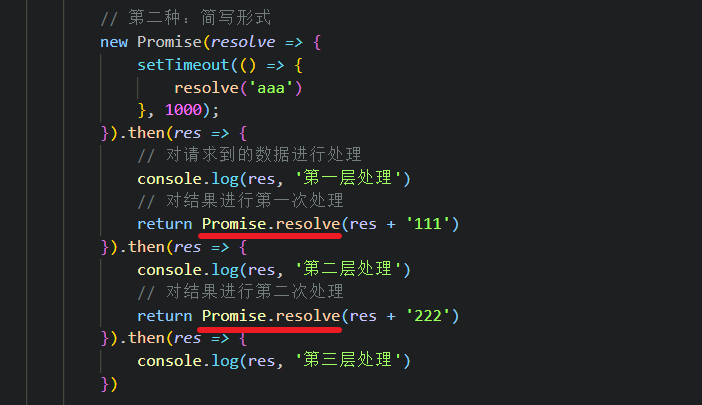 // 第二种：简写形式
new Promise(resolve => {
setTimeout(() => {
resolve('aaa')
}, 1000);
}).then(res => {
// 对请求到的数据进行处理
console.log(res, '第一层处理')
// 对结果进行第一次处理
return Promise.resolve(res + '111')
}).then(res => {
console.log(res, '第二层处理')
// 对结果进行第二次处理
return Promise.resolve(res + '222')
}).then(res => {
console.log(res, '第三层处理')
})